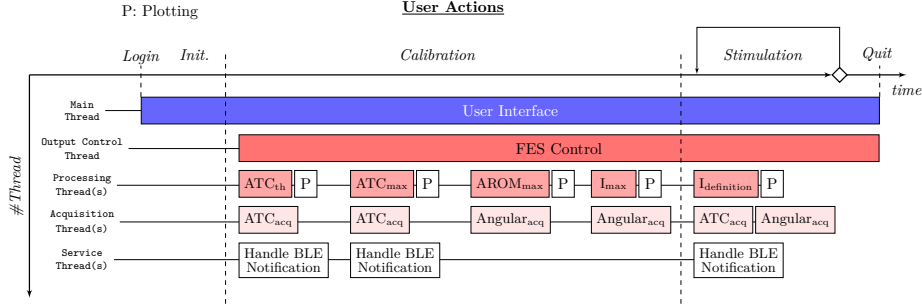 P: Plotting
User Actions
Login
Init.
Calibration
Stimulation
Quit
time
#Thread
Main
Thread
User Interface
Output Control
Thread
FES Control
Processing
Thread(s)
ATCth P ATCmax P AROMmax P Imax P Idefinition P
Acquisition
Thread(s)
ATCacq ATCacq Angularacq Angularacq ATCacq Angularacq
Service
Thread(s)
Handle BLE
Notification
Handle BLE
Notification
Handle BLE
Notification